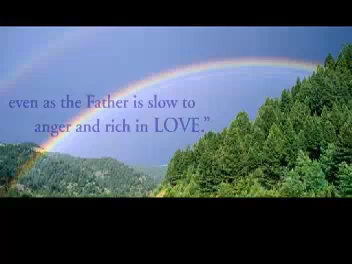 even as the Father is slow to
anger and rich in LOVE.”